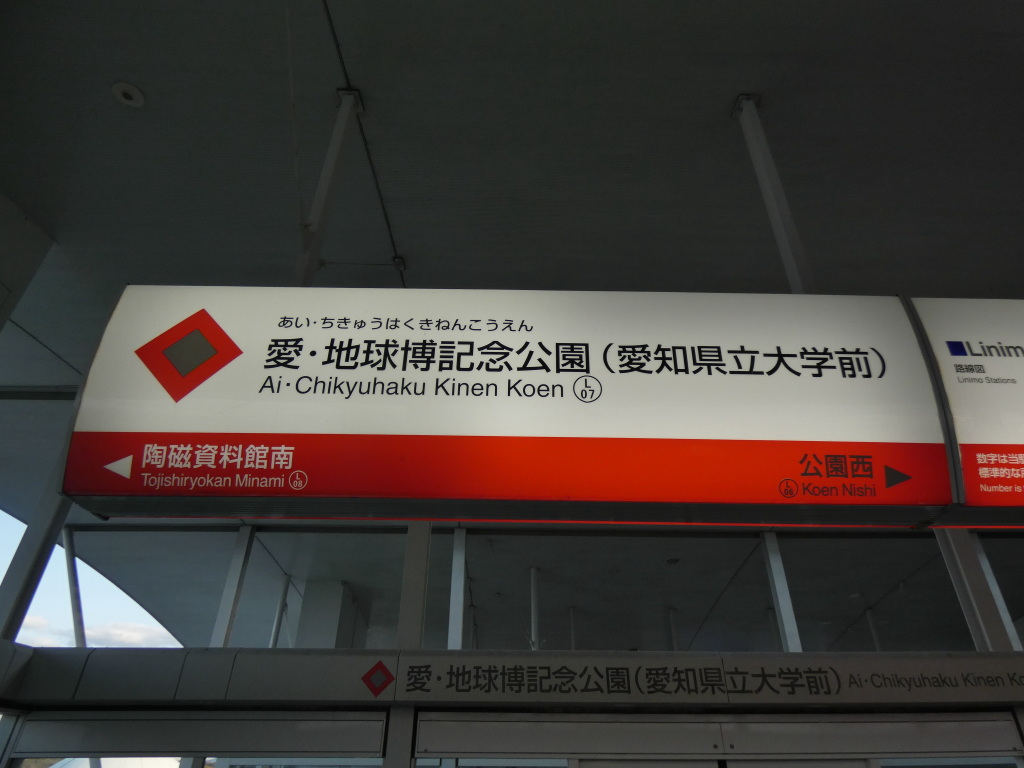 あい・ちきゅうはくきねんこうえん
愛・地球博記念公園(愛知県立大学前)
Ai・Chikyuhaku Kinen Koen L07
陶磁資料館南
Tojishiryokan Minami L08
公園西
L06 Koen Nishi
Linim
路線図
Linimo Stations
数字は当
標準的な
Number is
愛・地球博記念公園(愛知県立大学前) Ai・Chikyuhaku Kinen Ko